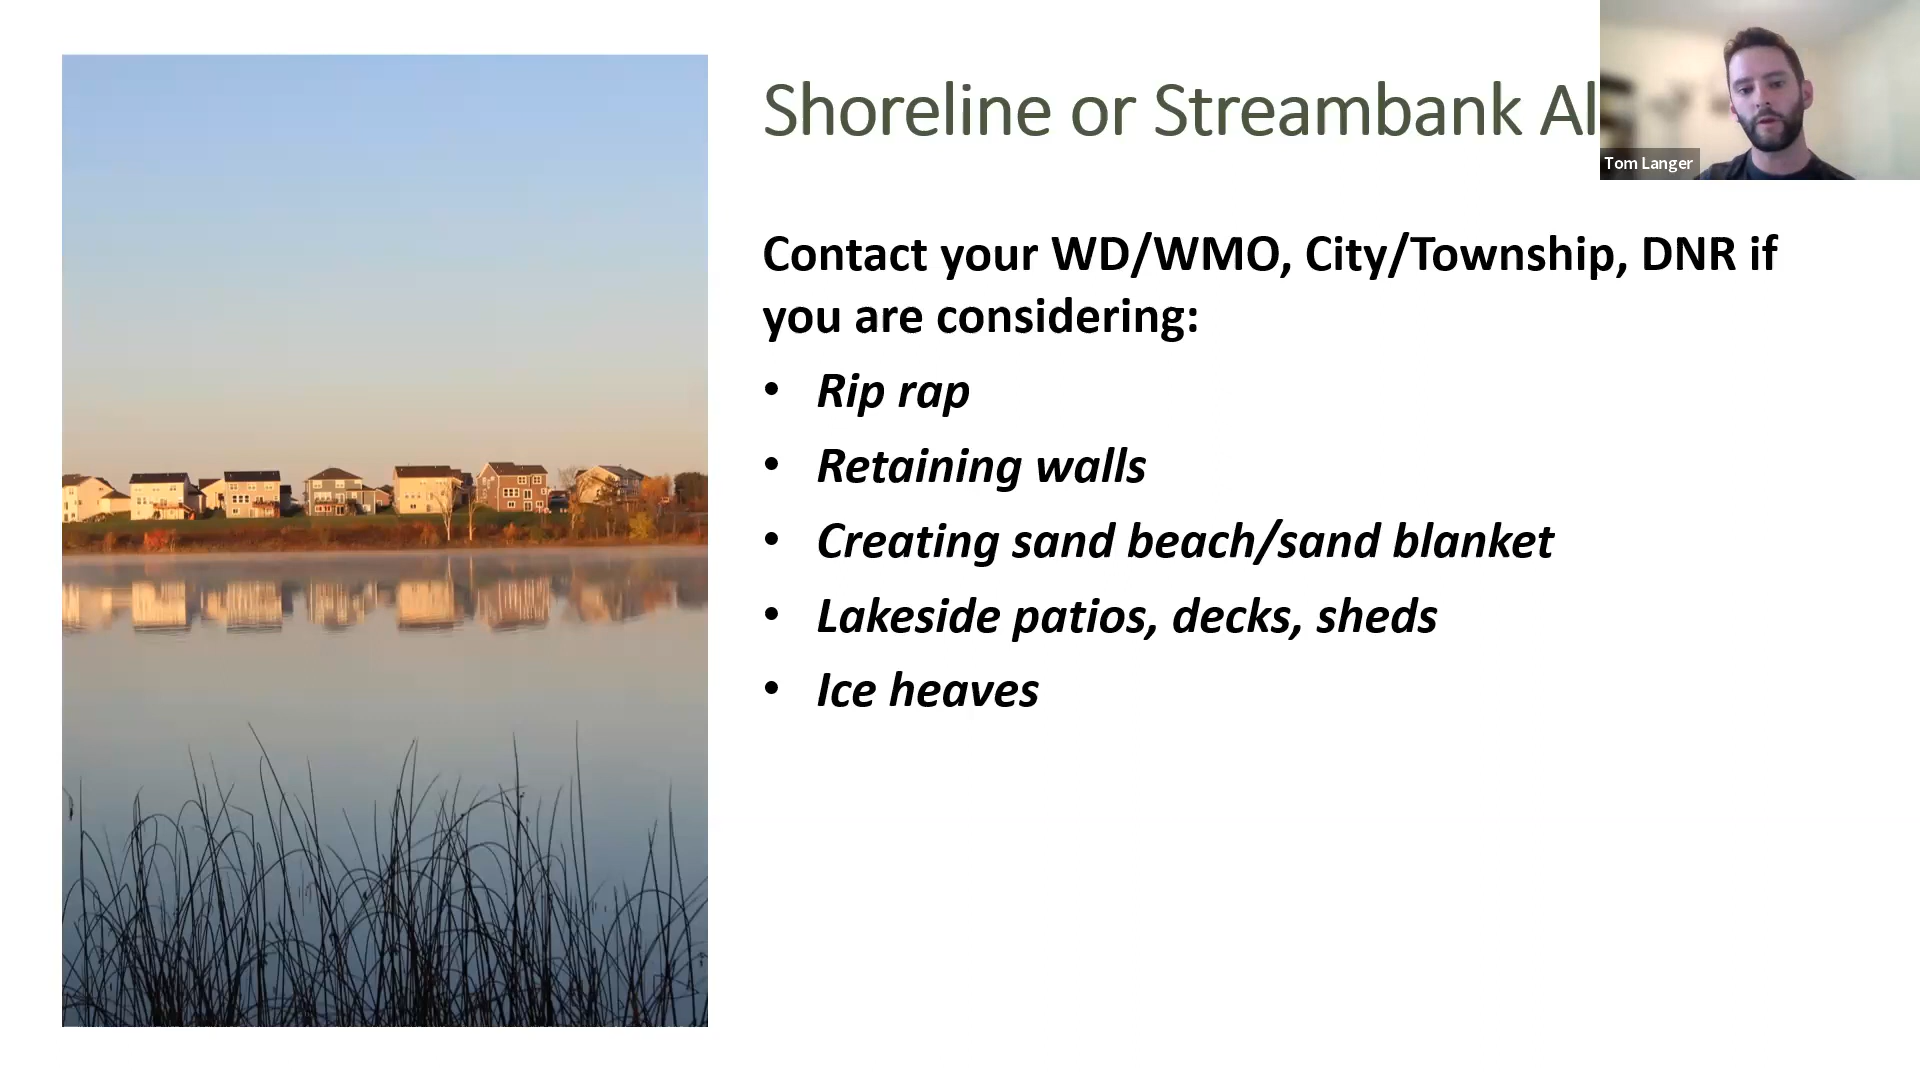 Shoreline or Streambank Al
Tom Langer
Contact your WD/WMO, City/Township, DNR if
you are considering:
• Rip rap
• Retaining walls
• Creating sand beach/sand blanket
• Lakeside patios, decks, sheds
• Ice heaves